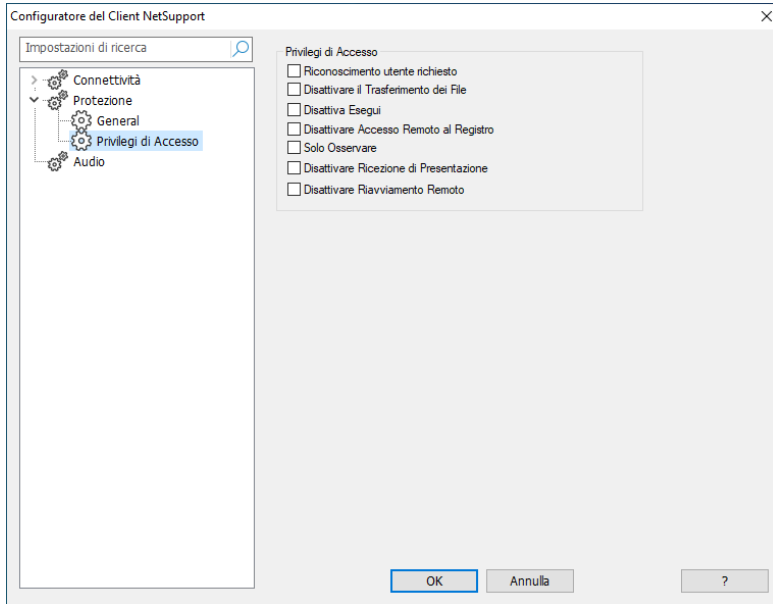 Configuratore del Client NetSupport
Impostazioni di ricerca
Connettività
Protezione
General
Privilegi di Accesso
Audio
Privilegi di Accesso
Riconoscimento utente richiesto
Disattivare il Trasferimento dei File
Disattiva Esegui
Disattivare Accesso Remoto al Registro
Solo Osservare
Disattivare Ricezione di Presentazione
Disattivare Riavviamento Remoto
OK
Annulla
?